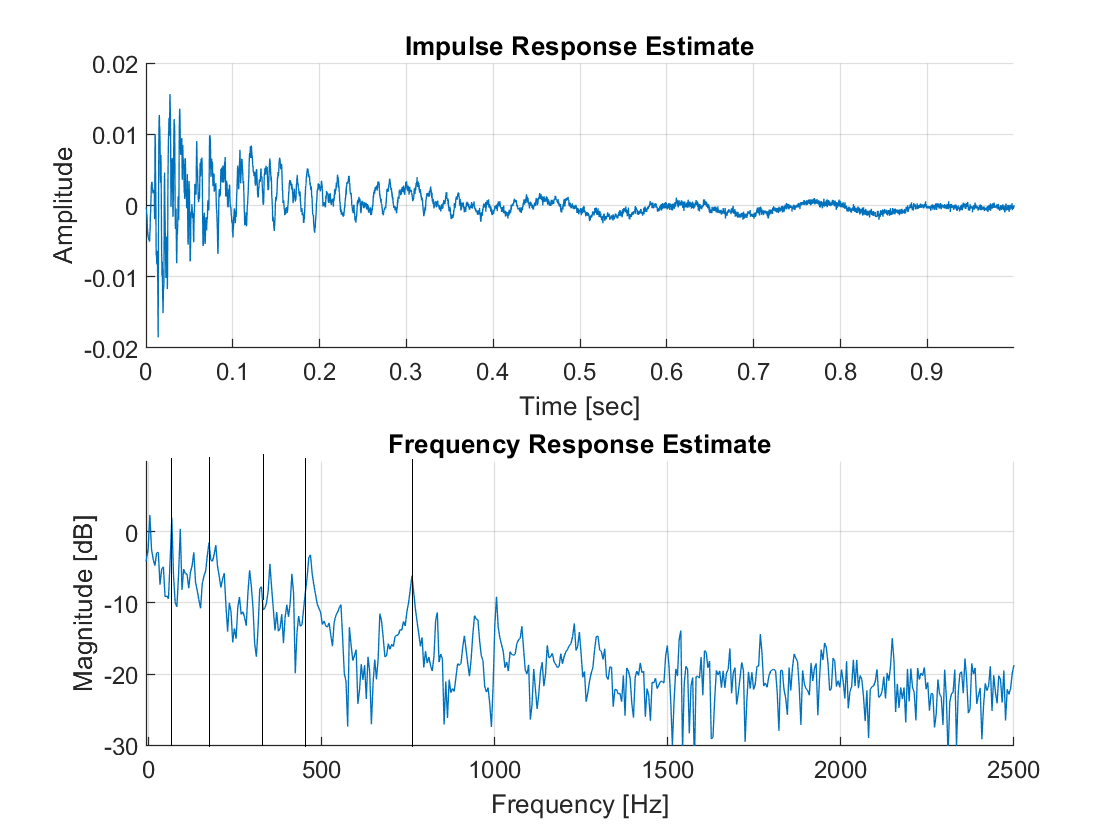 Impulse Response Estimate
0.02
0.01
0
-0.01
-0.02
Amplitude
0 0.1 0.2 0.3 0.4 0.5 0.6 0.7 0.8 0.9
Time [sec]
Frequency Response Estimate
0
-10
-20
-30
Magnitude [dB]
0 500 1000 1500 2000 2500
Frequency [Hz]